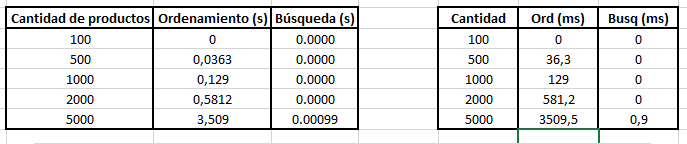 Cantidad de productos Ordenamiento (s) Búsqueda (s)
100 0 0.0000
500 0,0363 0.0000
1000 0,129 0.0000
2000 0,5812 0.0000
5000 3,509 0.00099
Cantidad Ord (ms) Busq (ms)
100 0 0
500 36,3 0
1000 129 0
2000 581,2 0
5000 3509,5 0,9